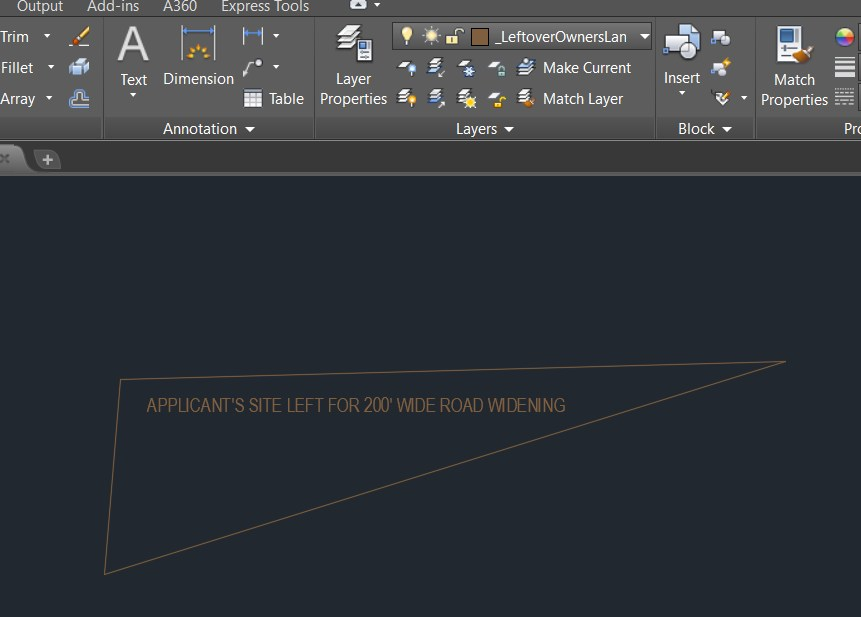 Output Add-ins A360 Express Tools
Trim
Fillet
Array
Text
Dimension
Table
Annotation
Layer
Properties
_LeftoverOwnersLan
Make Current
Match Layer
Layers
Insert
Block
Match
Properties
Pro
APPLICANT'S SITE LEFT FOR 200' WIDE ROAD WIDENING